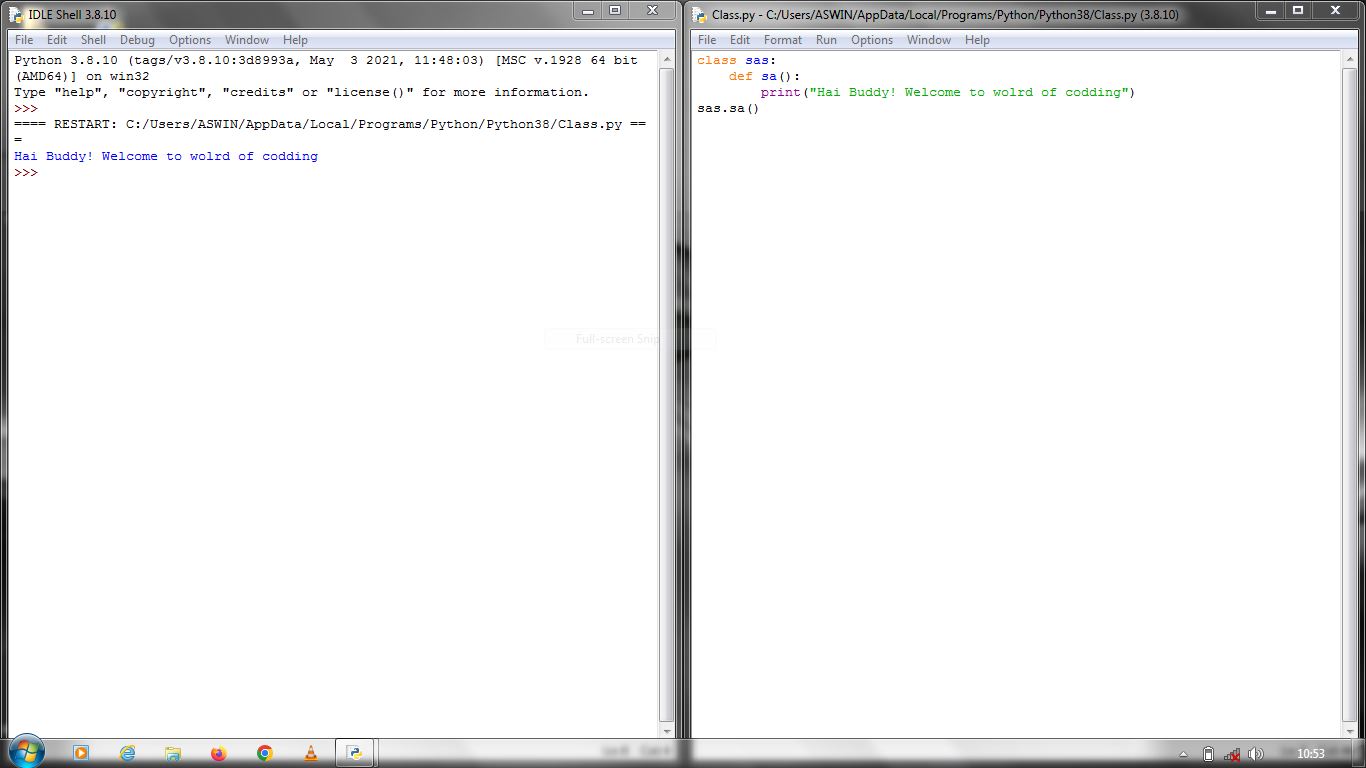 IDLE Shell 3.8.10
File Edit Shell Debug Options Window Help
Python 3.8.10 (tags/v3.8.10:3d8993a, May  3 2021, 11:48:03) [MSC v.1928 64 bit
(AMD64)] on win32
Type "help", "copyright", "credits" or "license()" for more information.
>>>
==== RESTART: C:/Users/ASWIN/AppData/Local/Programs/Python/Python38/Class.py ==
=
Hai Buddy! Welcome to wolrd of codding
>>>
Full-screen Snip
Class.py - C:/Users/ASWIN/AppData/Local/Programs/Python/Python38/Class.py (3.8.10)
File Edit Format Run Options Window Help
class sas:
    def sa():
        print("Hai Buddy! Welcome to wolrd of codding")
sas.sa()
10:53